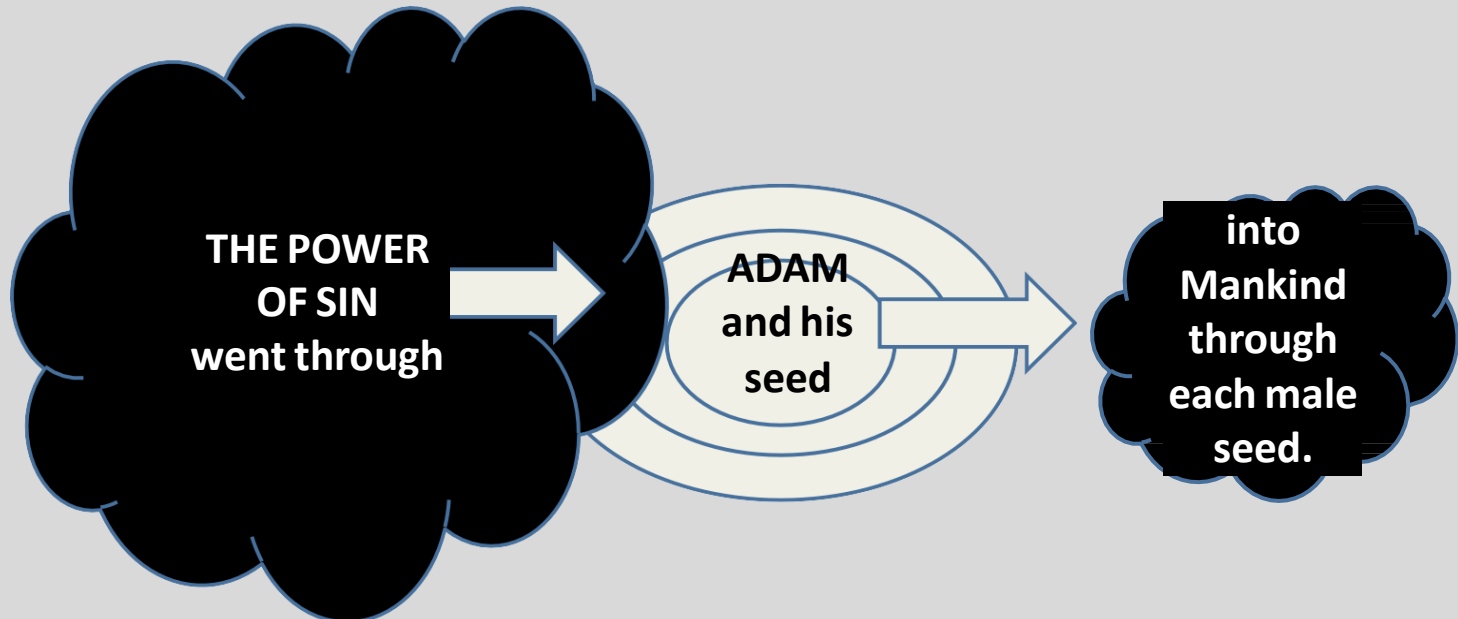 THE POWER
OF SIN
went through
ADAM
and his
seed
into
Mankind
through
each male
seed.